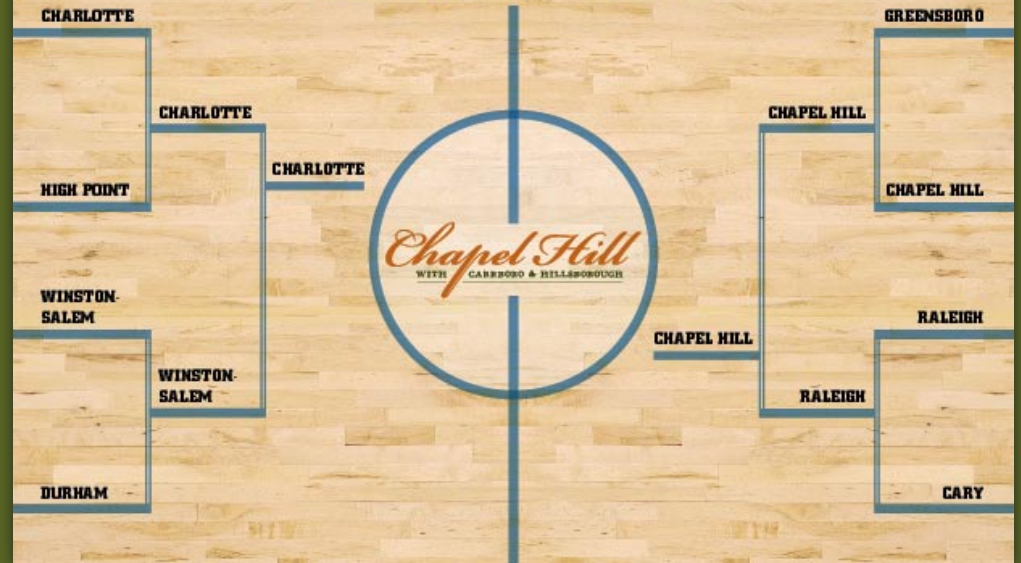 CHARLOTTE
GREENSBORO
CHARLOTTE
CHAPEL HILL
CHARLOTTE
HIGH POINT
CHAPEL HILL
Chapel Hill
WITH CARRBORO & HILLSBOROUGH
WINSTON-
SALEM
RALEIGH
CHAPEL HILL
WINSTON-
SALEM
RALEIGH
DURHAM
CARY